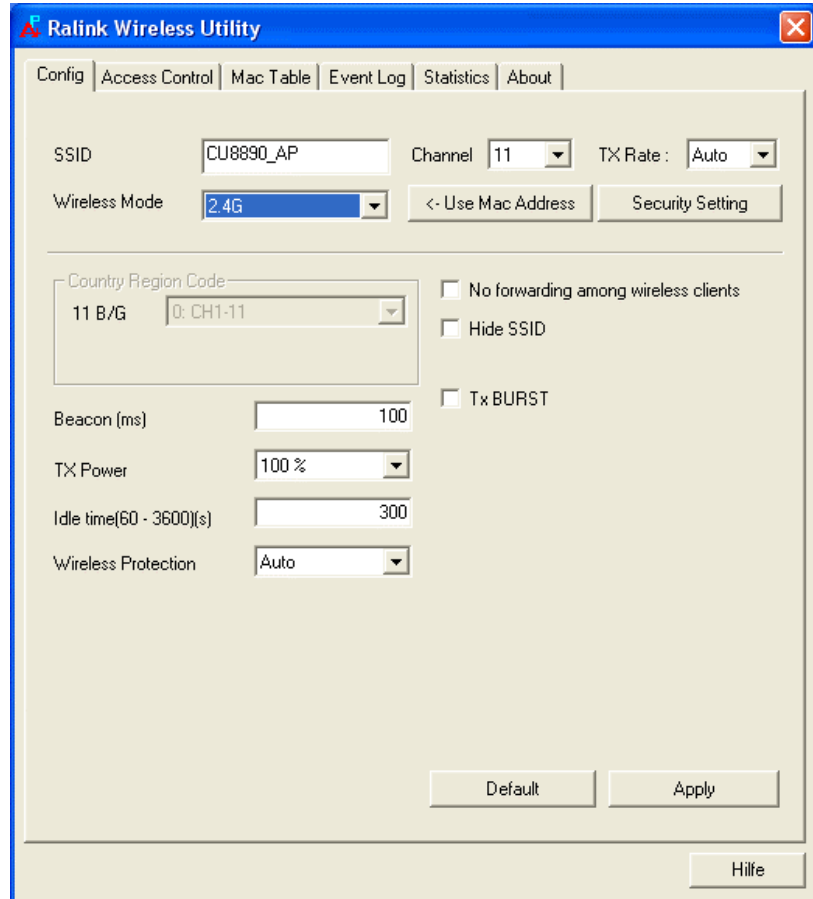 Ralink Wireless Utility
Config Access Control Mac Table Event Log Statistics About
SSID CU8890_AP Channel 11 TX Rate : Auto
Wireless Mode 2.4G <- Use Mac Address Security Setting
Country Region Code
11 B/G 0: CH1-11
No forwarding among wireless clients
Hide SSID
Tx BURST
Beacon (ms) 100
TX Power 100 %
Idle time(60 - 3600)(s) 300
Wireless Protection Auto
Default Apply
Hilfe